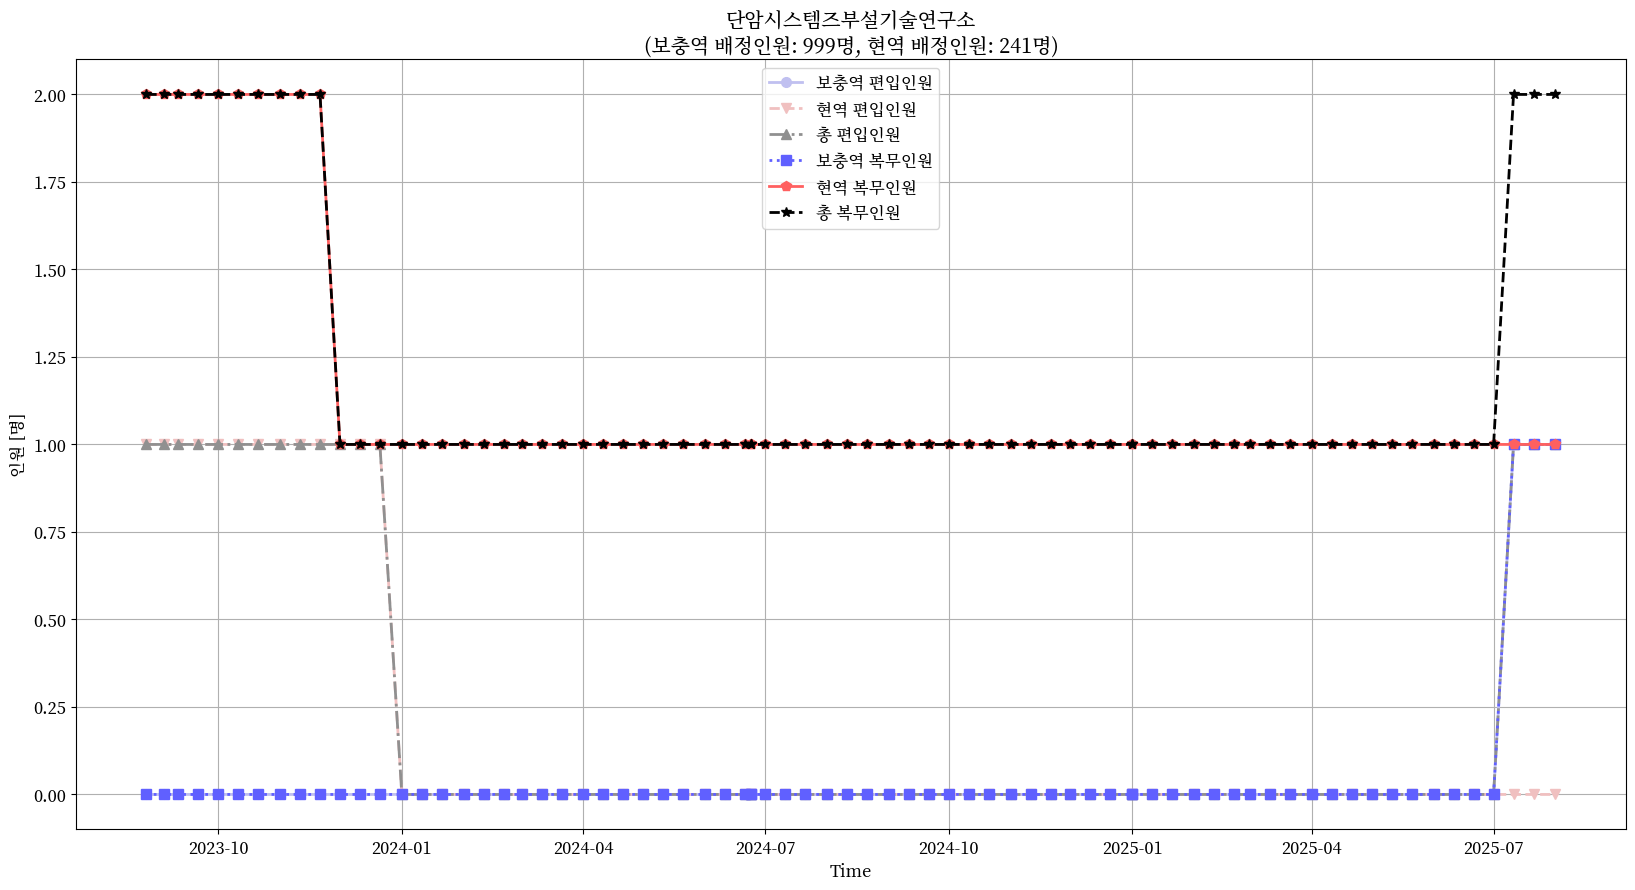 단암시스템즈부설기술연구소
(보충역 배정인원: 999명, 현역 배정인원: 241명)
보충역 편입인원
현역 편입인원
총 편입인원
보충역 복무인원
현역 복무인원
총 복무인원
인원 [명]
2.00
1.75
1.50
1.25
1.00
0.75
0.50
0.25
0.00
2023-10
2024-01
2024-04
2024-07
2024-10
2025-01
2025-04
2025-07
Time